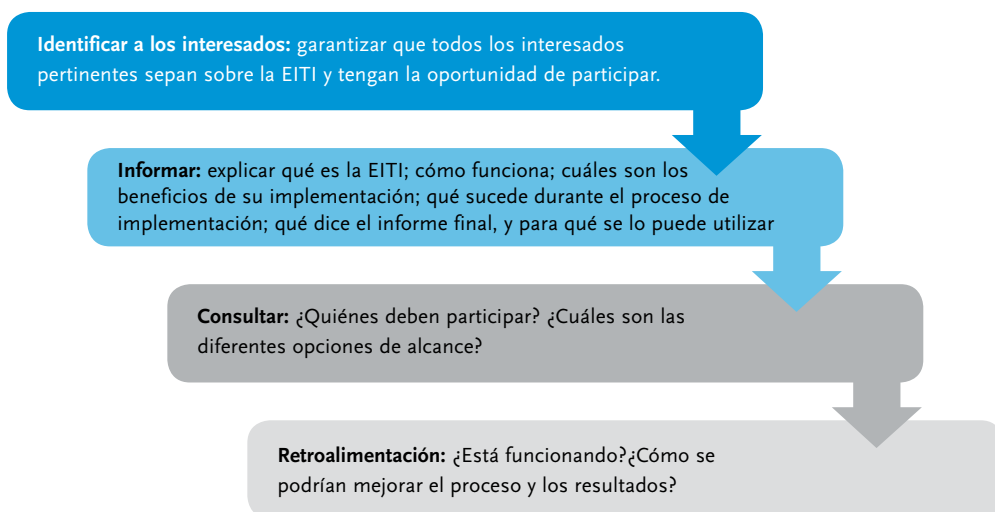 Identificar a los interesados: garantizar que todos los interesados
pertinentes sepan sobre la EITI y tengan la oportunidad de participar.
Informar: explicar qué es la EITI; cómo funciona; cuáles son los
beneficios de su implementación; qué sucede durante el proceso de
implementación; qué dice el informe final, y para qué se lo puede utilizar
Consultar: ¿Quiénes deben participar? ¿Cuáles son las
diferentes opciones de alcance?
Retroalimentación: ¿Está funcionando?¿Cómo se
podrían mejorar el proceso y los resultados?